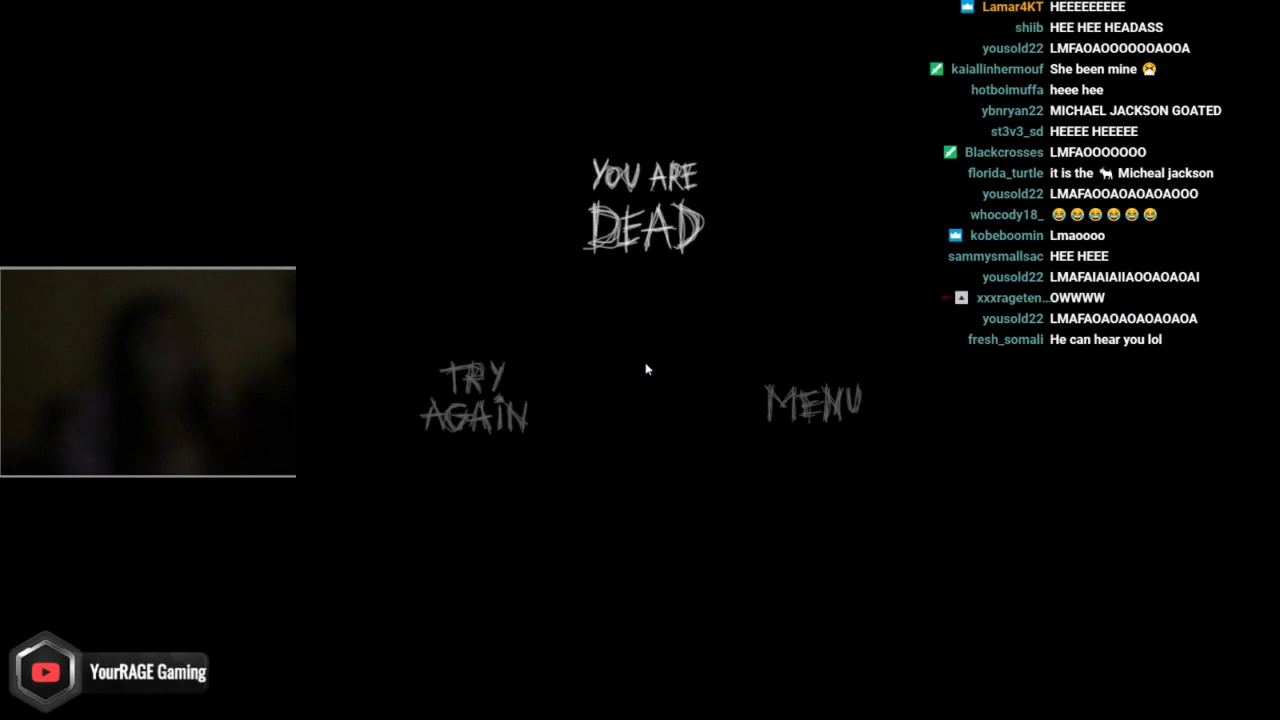 Lamar4KT HEEEEEEEEE
shiib HEE HEE HEADASS
yousold22 LMFAOAOOOOOOAOOA
kaiallinhermouf She been mine
hotboimuffa heee hee
ybnryan22 MICHAEL JACKSON GOATED
st3v3_sd HEEEE HEEEEE
Blackcrosses LMFAOOOOOOO
florida_turtle it is the 🐐 Micheal jackson
yousold22 LMAFAOOAOAOAOAOOO
whocody18_ 😂 😂 😂 😂 😂 😂
kobeboomin Lmaoooo
sammysmallsac HEE HEEE
yousold22 LMAFAIAIAIIAOOAOAOAI
xxxrageten... OWWWW
yousold22 LMAFAOAOAOAOAOAOA
fresh_somali He can hear you lol
YOU ARE
DEAD
TRY
AGAIN
MENU
YourRAGE Gaming